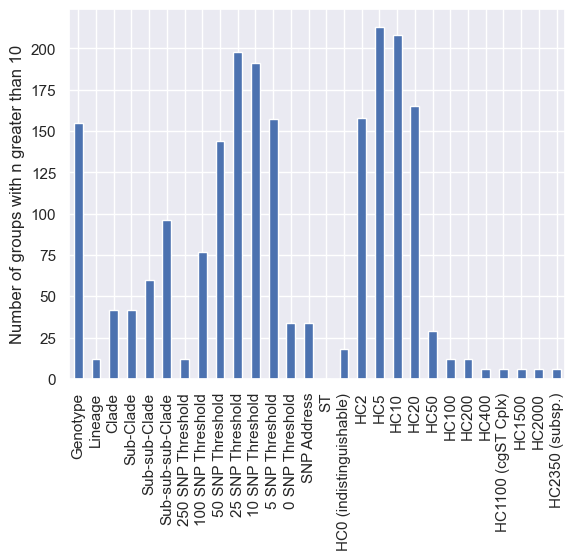 Number of groups with n greater than 10
200
175
150
125
100
75
50
25
0
Genotype
Lineage
Clade
Sub-Clade
Sub-sub-Clade
Sub-sub-sub-Clade
250 SNP Threshold
100 SNP Threshold
50 SNP Threshold
25 SNP Threshold
10 SNP Threshold
5 SNP Threshold
0 SNP Threshold
SNP Address
ST
HC0 (indistinguishable)
HC2
HC5
HC10
HC20
HC50
HC100
HC200
HC400
HC1100 (cgST Cplx)
HC1500
HC2000
HC2350 (subsp.)